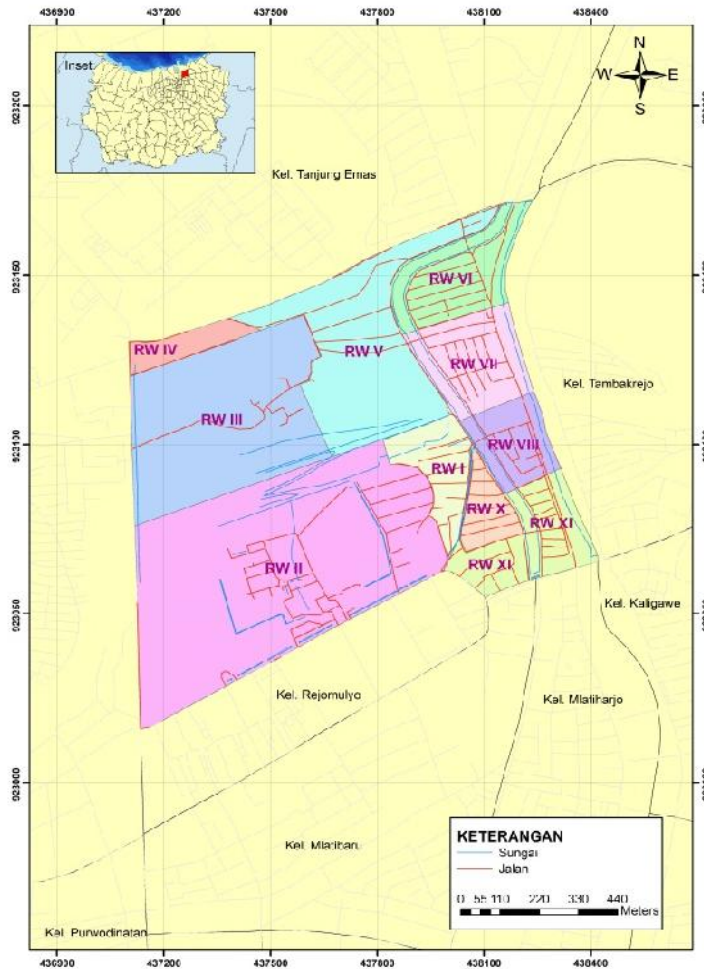 436900 437200 437500 437800 438100 438400
Inset
N
W E
S
Kel. Tanjung Emas
RW VI
RW IV
RW V
RW VII
Kel. Tambakrejo
RW III
RW VIII
RW I
RW X
RW XI
RW II
RW XI
Kel. Kaligawe
Kel. Rejomulyo
Kel. Mlatiharjo
KETERANGAN
Sungai
Jalan
Kel. Mlatibaru
0 55 110 220 330 440
Meters
Kel. Purwodinatan
436900 437200 437500 437800 438100 438400